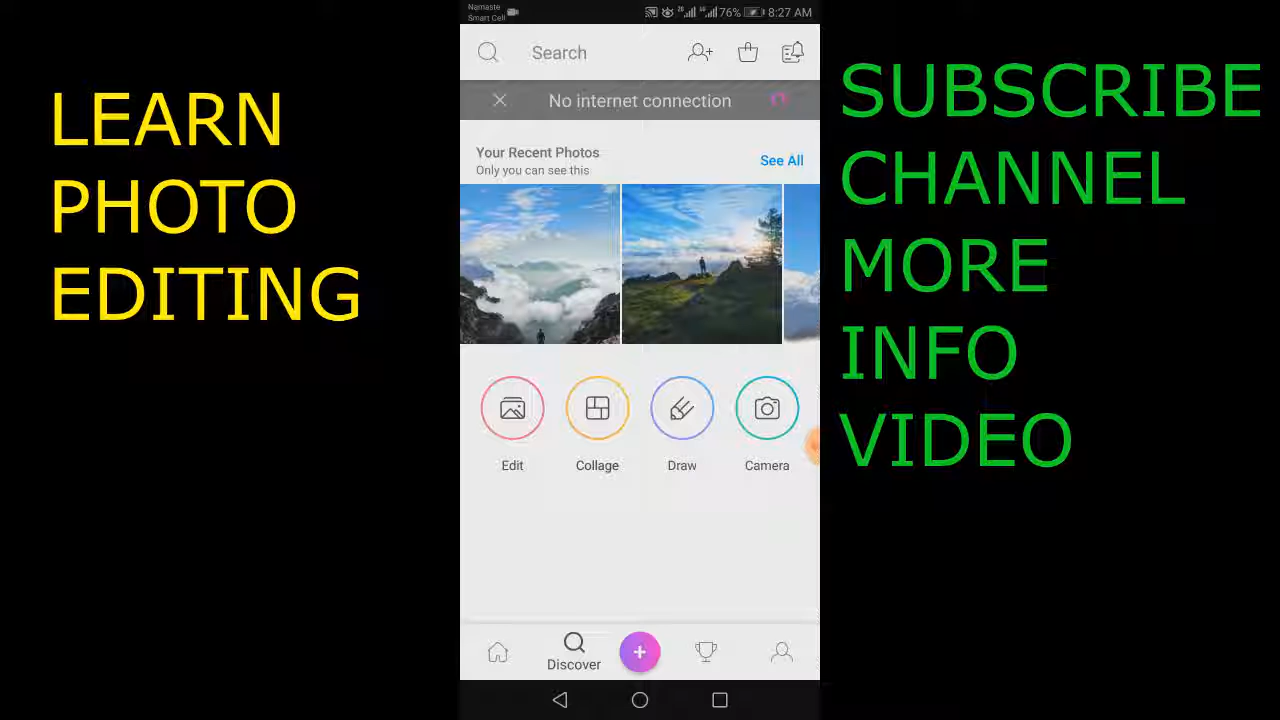 LEARN
PHOTO
EDITING
Namaste
Smart Cell
76%
8:27 AM
Search
No internet connection
Your Recent Photos
Only you can see this
See All
Edit
Collage
Draw
Camera
Discover
SUBSCRIBE
CHANNEL
MORE
INFO
VIDEO